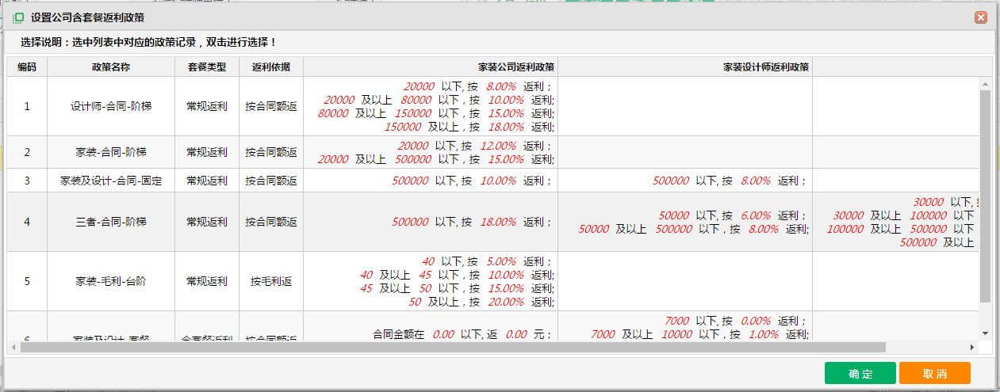 设置公司含套餐返利政策
选择说明：选中列表中对应的政策记录，双击进行选择！
编码 政策名称 套餐类型 返利依据 家装公司返利政策 家装设计师返利政策
1 设计师-合同-阶梯 常规返利 按合同额返
20000 以下, 按 8.00% 返利；
20000 及以上 80000 以下，按 10.00% 返利;
80000 及以上 150000 以下，按 15.00% 返利;
150000 及以上，按 18.00% 返利;
2 家装-合同-阶梯 常规返利 按合同额返
20000 以下, 按 12.00% 返利；
20000 及以上 500000 以下，按 15.00% 返利;
3 家装及设计-合同-固定 常规返利 按合同额返 500000 以下, 按 10.00% 返利； 500000 以下, 按 8.00% 返利；
4 三者-合同-阶梯 常规返利 按合同额返 500000 以下, 按 18.00% 返利；
50000 以下, 按 6.00% 返利；
50000 及以上 500000 以下，按 8.00% 返利;
30000 以下,
30000 及以上 100000 以下
100000 及以上 500000 以下
500000 及以上
5 家装-毛利-台阶 常规返利 按毛利返
40 以下, 按 5.00% 返利；
40 及以上 45 以下，按 10.00% 返利;
45 及以上 50 以下，按 15.00% 返利;
50 及以上，按 20.00% 返利;
6 家装及设计-套餐 含套餐返利 按合同额返 合同金额在 0.00 以下, 返 0.00 元；
7000 以下, 按 0.00% 返利；
7000 及以上 10000 以下，按 1.00% 返利;
确 定 取 消